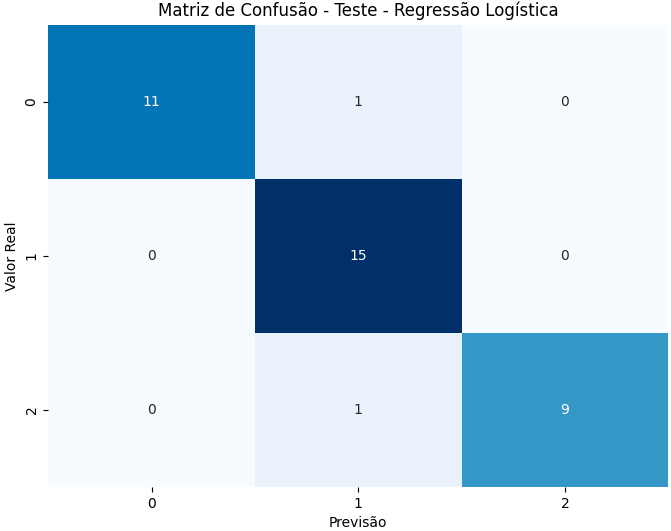 Matriz de Confusão - Teste - Regressão Logística
0 11 1 0
1 0 15 0
2 0 1 9
Valor Real
0 1 2
Previsão